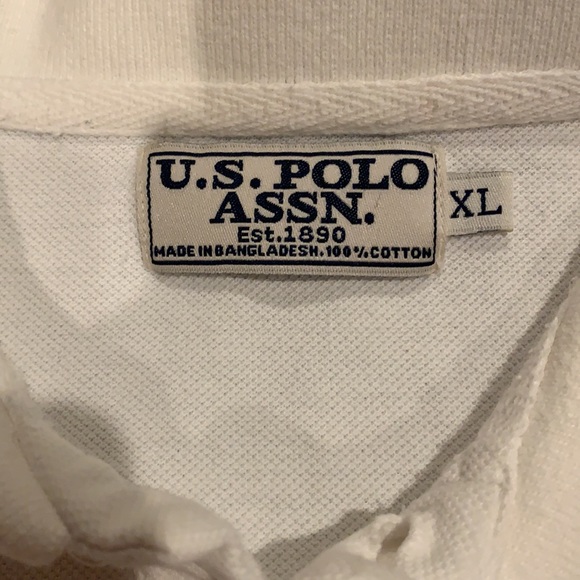 U.S. POLO
ASSN.
Est.1890
MADE IN BANGLADESH. 100% COTTON
XL